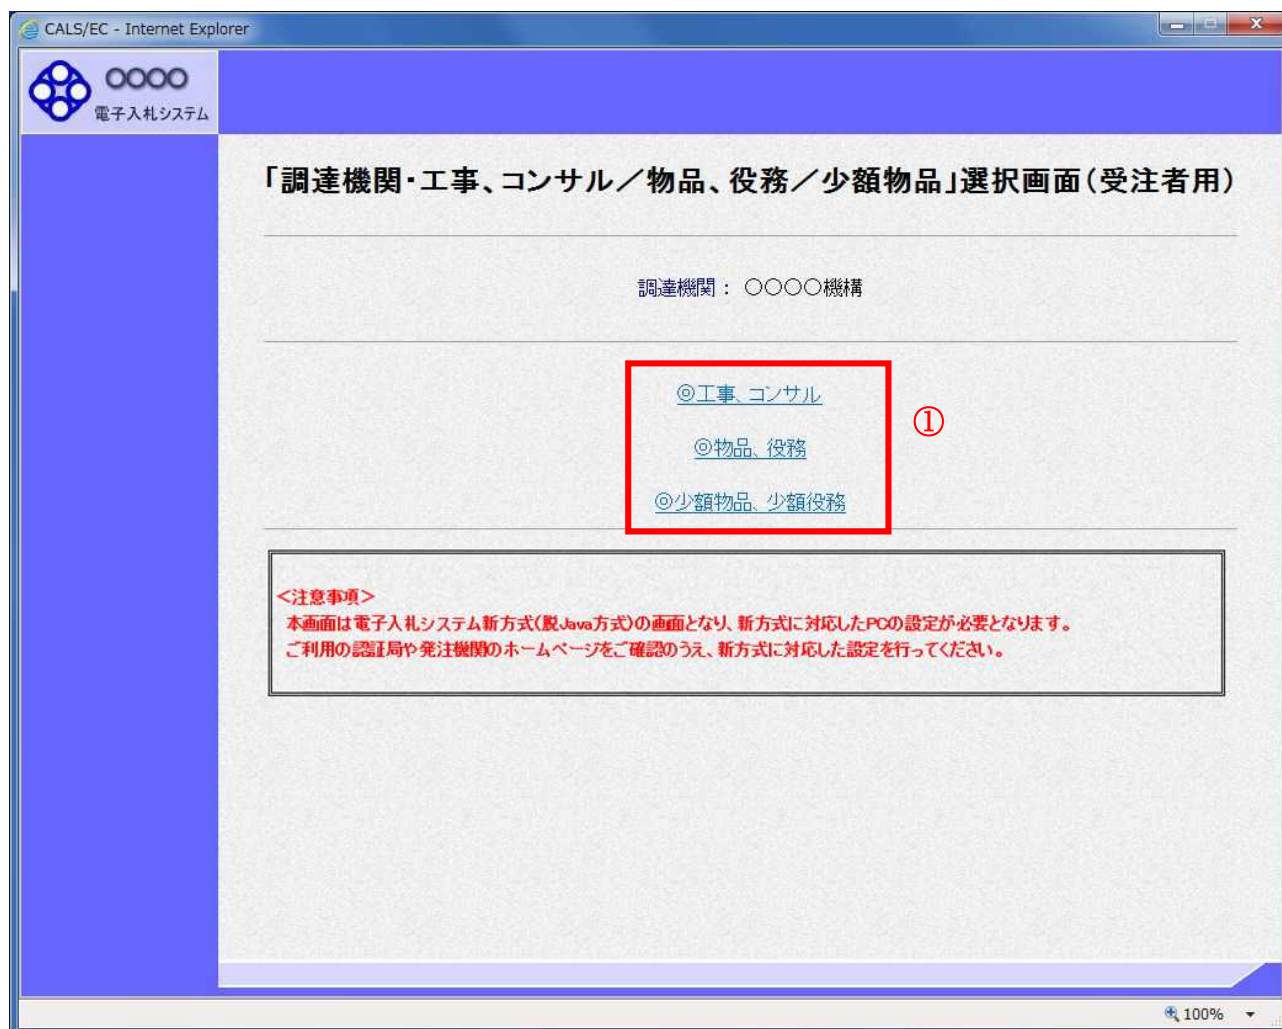 CALS/EC - Internet Explorer
○○○○
電子入札システム
「調達機関・工事、コンサル／物品、役務／少額物品」選択画面(受注者用)
調達機関： ○○○○機構
◎工事、コンサル
①
◎物品、役務
◎少額物品、少額役務
＜注意事項＞
本画面は電子入札システム新方式(脱Java方式)の画面となり、新方式に対応したPCの設定が必要となります。
ご利用の認証局や発注機関のホームページをご確認のうえ、新方式に対応した設定を行ってください。
100%